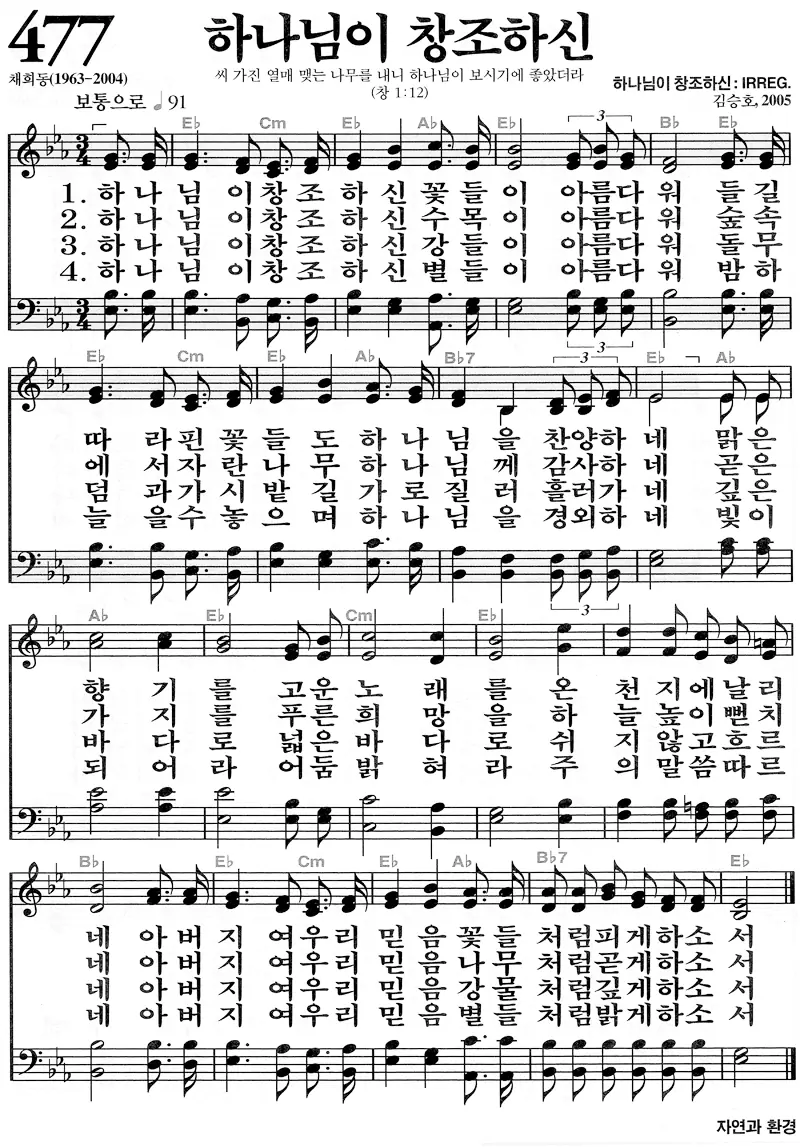 477
하나님이 창조하신
채희동(1963-2004)
씨 가진 열매 맺는 나무를 내니 하나님이 보시기에 좋았더라
(창 1:12)
하나님이 창조하신 : IRREG.
김승호, 2005
보통으로 ♩91
E♭ Cm E♭ A♭ E♭ 3 B♭ E♭
3/4
1. 하 나 님 이 창 조 하 신 꽃 들 이 아름다 워 들 길
2. 하 나 님 이 창 조 하 신 수 목 이 아름다 워 숲 속
3. 하 나 님 이 창 조 하 신 강 들 이 아름다 워 돌 무
4. 하 나 님 이 창 조 하 신 별 들 이 아름다 워 밤 하
3/4
3
E♭ Cm E♭ A♭ B♭7 3 E♭ A♭
따 라 핀 꽃 들 도 하 나 님 을 찬양하 네 맑 은
에 서 자 란 나 무 하 나 님 께 감사하 네 곧 은
덤 과 가 시 밭 길 가 로 질 러 흘러가 네 깊 은
늘 을 수 놓 으 며 하 나 님 을 경외하 네 빛 이
3
A♭ E♭ Cm E♭ 3
향 기 를 고 운 노 래 를 온 천 지 에 날 리
가 지 를 푸 른 희 망 을 하 늘 높 이 뻗 치
바 다 로 넓 은 바 다 로 쉬 지 않 고 흐 르
되 어 라 어 둠 밝 혀 라 주 의 말 씀 따 르
B♭ E♭ Cm E♭ A♭ B♭7 E♭
네 아 버 지 여 우 리 믿 음 꽃 들 처 럼 피 게 하 소 서
네 아 버 지 여 우 리 믿 음 나 무 처 럼 곧 게 하 소 서
네 아 버 지 여 우 리 믿 음 강 물 처 럼 깊 게 하 소 서
네 아 버 지 여 우 리 믿 음 별 들 처 럼 밝 게 하 소 서
자연과 환경